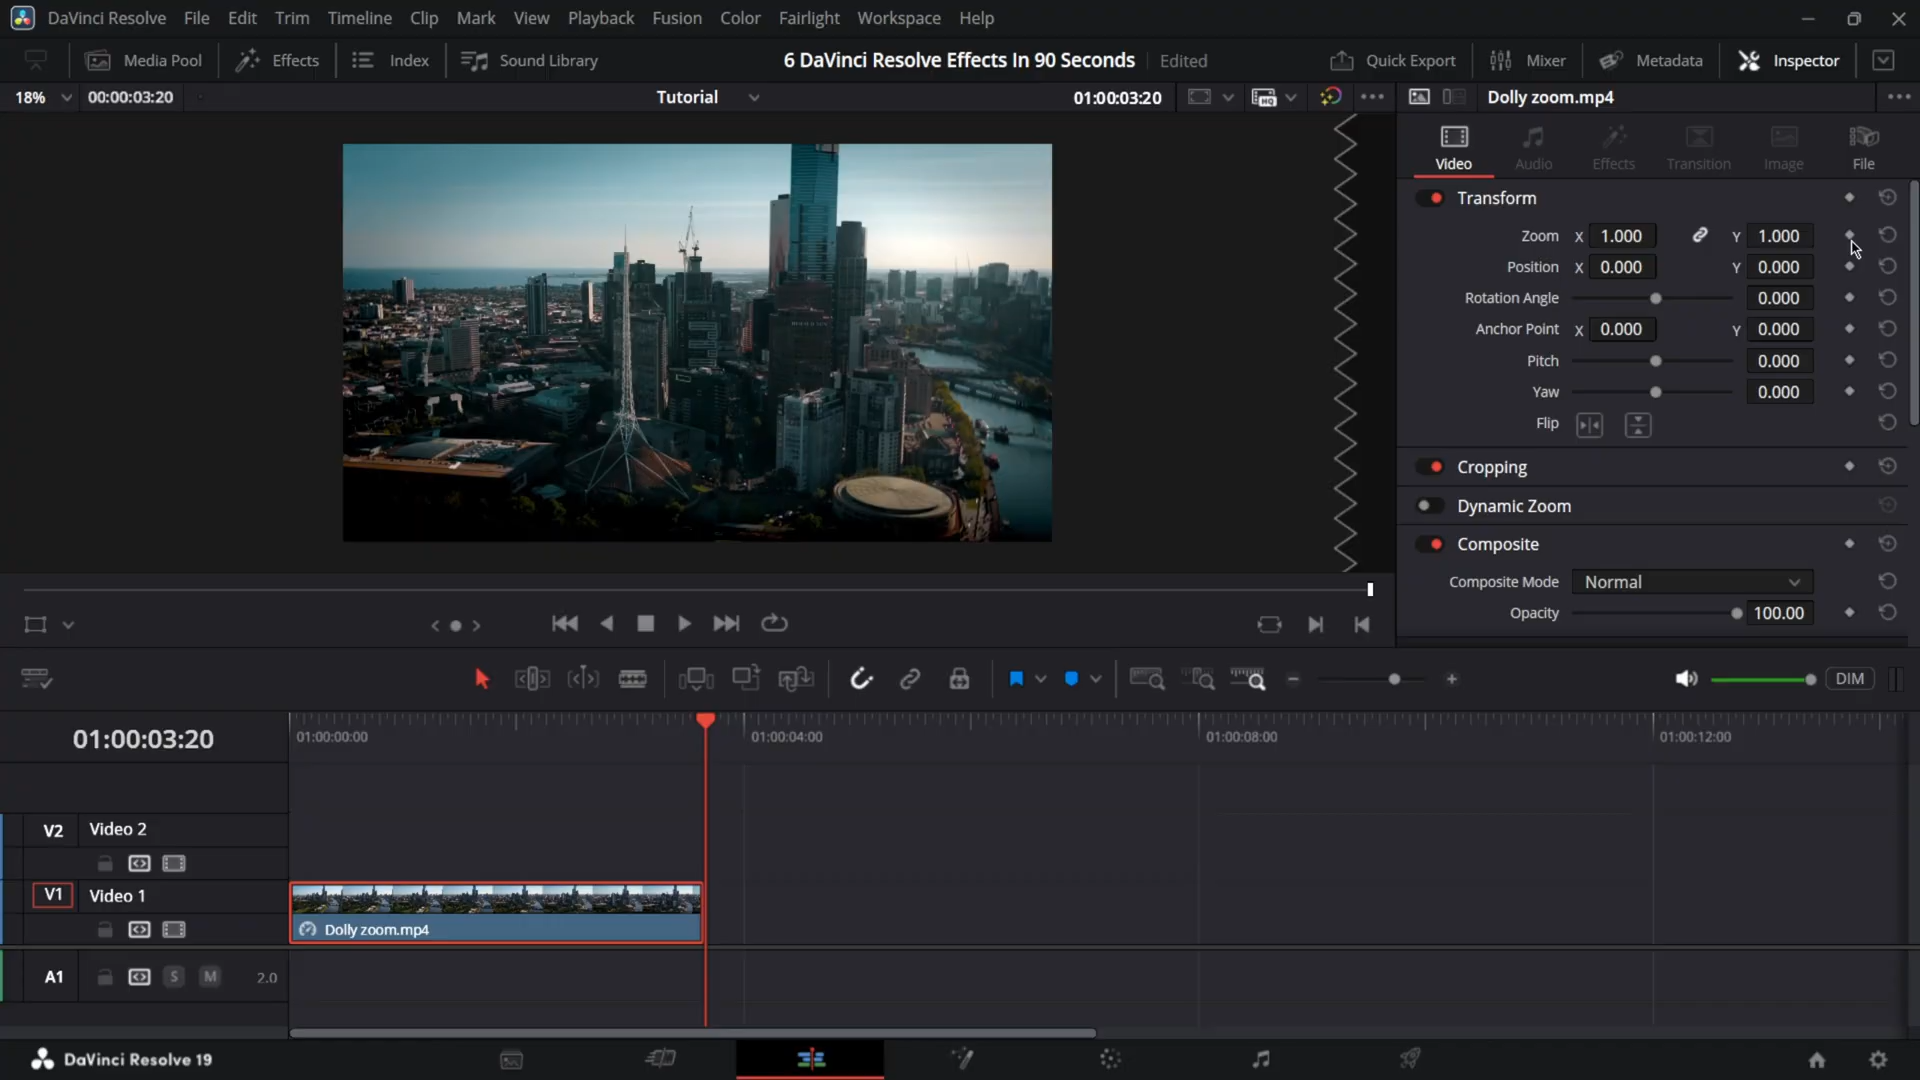 DaVinci Resolve File Edit Trim Timeline Clip Mark View Playback Fusion Color Fairlight Workspace Help
Media Pool Effects Index Sound Library 6 DaVinci Resolve Effects In 90 Seconds Edited Quick Export Mixer Metadata Inspector
18% 00:00:03:20 Tutorial 01:00:03:20 HQ Dolly zoom.mp4
Video Audio Effects Transition Image File
Transform
Zoom X 1.000 Y 1.000
Position X 0.000 Y 0.000
Rotation Angle 0.000
Anchor Point X 0.000 Y 0.000
Pitch 0.000
Yaw 0.000
Flip
Cropping
Dynamic Zoom
Composite
Composite Mode Normal
Opacity 100.00
DIM
01:00:03:20 01:00:00:00 01:00:04:00 01:00:08:00 01:00:12:00
V2 Video 2
V1 Video 1
Dolly zoom.mp4
A1 S M 2.0
DaVinci Resolve 19